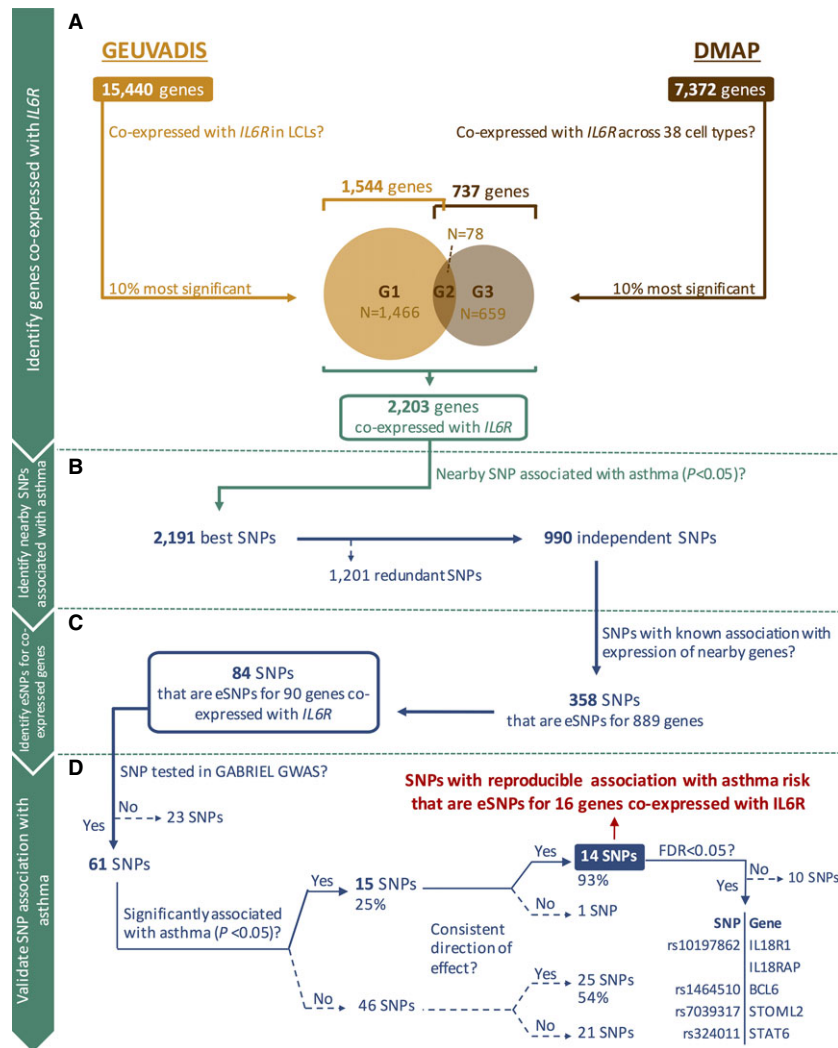 A
GEUVADIS
DMAP
15,440 genes
7,372 genes
Co-expressed with IL6R in LCLs?
Co-expressed with IL6R across 38 cell types?
1,544 genes
737 genes
N=78
G1
G2
G3
N=1,466
N=659
10% most significant
10% most significant
2,203 genes
co-expressed with IL6R
Identify genes co-expressed with IL6R
B
Nearby SNP associated with asthma (P<0.05)?
2,191 best SNPs
990 independent SNPs
1,201 redundant SNPs
Identify nearby SNPs
associated with asthma
C
SNPs with known association with
expression of nearby genes?
84 SNPs
that are eSNPs for 90 genes co-
expressed with IL6R
358 SNPs
that are eSNPs for 889 genes
Identify eSNPs for co-
expressed genes
D
SNP tested in GABRIEL GWAS?
No
23 SNPs
Yes
61 SNPs
SNPs with reproducible association with asthma risk
that are eSNPs for 16 genes co-expressed with IL6R
Significantly associated
with asthma (P <0.05)?
Yes
15 SNPs
25%
No
46 SNPs
Consistent
direction of
effect?
Yes
14 SNPs
93%
No
1 SNP
Yes
25 SNPs
54%
No
21 SNPs
FDR<0.05?
No
10 SNPs
Yes
SNP Gene
rs10197862 IL18R1
IL18RAP
rs1464510 BCL6
rs7039317 STOML2
rs324011 STAT6
Validate SNP association with
asthma